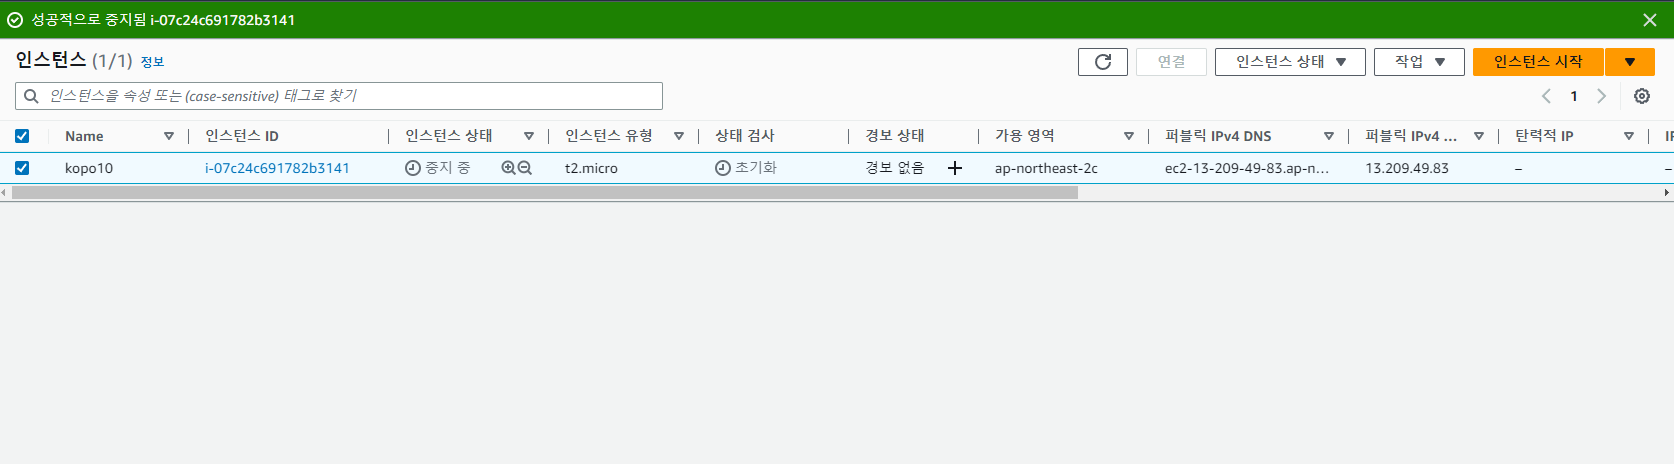 성공적으로 중지됨 i-07c24c691782b3141
인스턴스 (1/1) 정보
연결
인스턴스 상태
작업
인스턴스 시작
인스턴스을 속성 또는 (case-sensitive) 태그로 찾기
1
Name 인스턴스 ID 인스턴스 상태 인스턴스 유형 상태 검사 경보 상태 가용 영역 퍼블릭 IPv4 DNS 퍼블릭 IPv4 ... 탄력적 IP
kopo10 i-07c24c691782b3141 중지 중 t2.micro 초기화 경보 없음 ap-northeast-2c ec2-13-209-49-83.ap-n... 13.209.49.83 – –